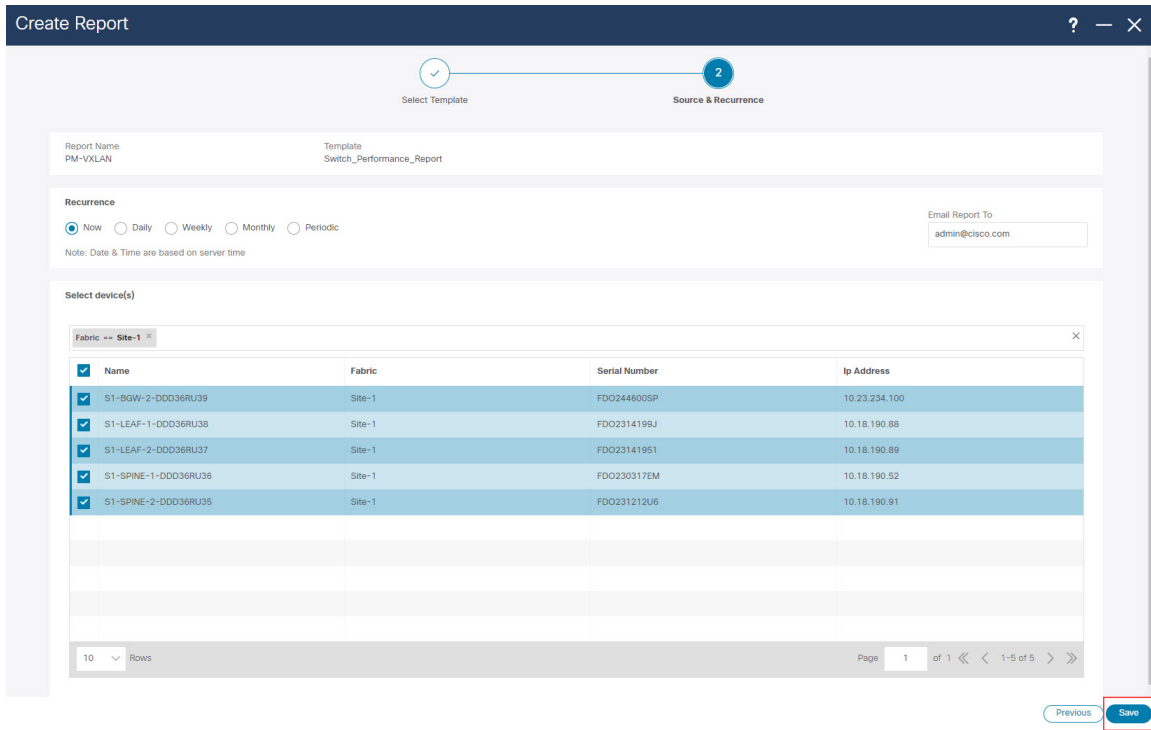 Create Report
?
2
Select Template
Source & Recurrence
Report Name
Template
PM-VXLAN
Switch_Performance_Report
Recurrence
Now Daily Weekly Monthly Periodic
Email Report To
admin@cisco.com
Note: Date & Time are based on server time
Select device(s)
Fabric == Site-1 ×
Name Fabric Serial Number Ip Address
S1-BGW-2-DDD36RU39 Site-1 FDO244600SP 10.23.234.100
S1-LEAF-1-DDD36RU38 Site-1 FDO2314199J 10.18.190.88
S1-LEAF-2-DDD36RU37 Site-1 FDO23141951 10.18.190.89
S1-SPINE-1-DDD36RU36 Site-1 FDO230317EM 10.18.190.52
S1-SPINE-2-DDD36RU35 Site-1 FDO231212U6 10.18.190.91
10 Rows Page 1 of 1 1-5 of 5
Previous Save